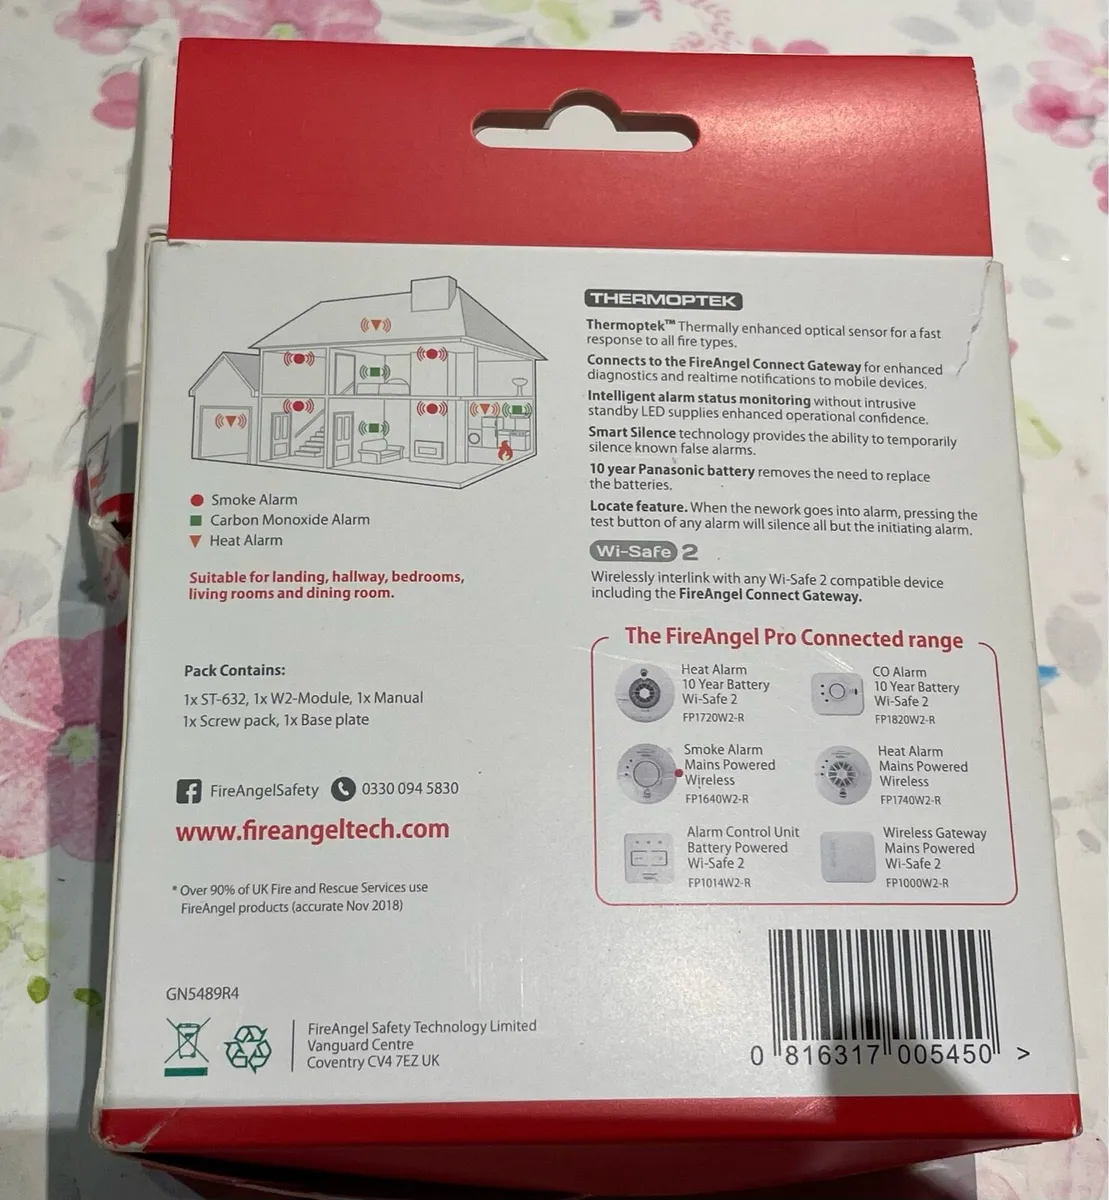 Smoke Alarm
Carbon Monoxide Alarm
Heat Alarm
Suitable for landing, hallway, bedrooms,
living rooms and dining room.
Pack Contains:
1x ST-632, 1x W2-Module, 1x Manual
1x Screw pack, 1x Base plate
FireAngelSafety 0330 094 5830
www.fireangeltech.com
* Over 90% of UK Fire and Rescue Services use
FireAngel products (accurate Nov 2018)
GN5489R4
FireAngel Safety Technology Limited
Vanguard Centre
Coventry CV4 7EZ UK
THERMOPTEK
Thermoptek™ Thermally enhanced optical sensor for a fast
response to all fire types.
Connects to the FireAngel Connect Gateway for enhanced
diagnostics and realtime notifications to mobile devices.
Intelligent alarm status monitoring without intrusive
standby LED supplies enhanced operational confidence.
Smart Silence technology provides the ability to temporarily
silence known false alarms.
10 year Panasonic battery removes the need to replace
the batteries.
Locate feature. When the nework goes into alarm, pressing the
test button of any alarm will silence all but the initiating alarm.
Wi-Safe 2
Wirelessly interlink with any Wi-Safe 2 compatible device
including the FireAngel Connect Gateway.
The FireAngel Pro Connected range
Heat Alarm
10 Year Battery
Wi-Safe 2
FP1720W2-R
CO Alarm
10 Year Battery
Wi-Safe 2
FP1820W2-R
Smoke Alarm
Mains Powered
Wireless
FP1640W2-R
Heat Alarm
Mains Powered
Wireless
FP1740W2-R
Alarm Control Unit
Battery Powered
Wi-Safe 2
FP1014W2-R
Wireless Gateway
Mains Powered
Wi-Safe 2
FP1000W2-R
0 816317 005450 >